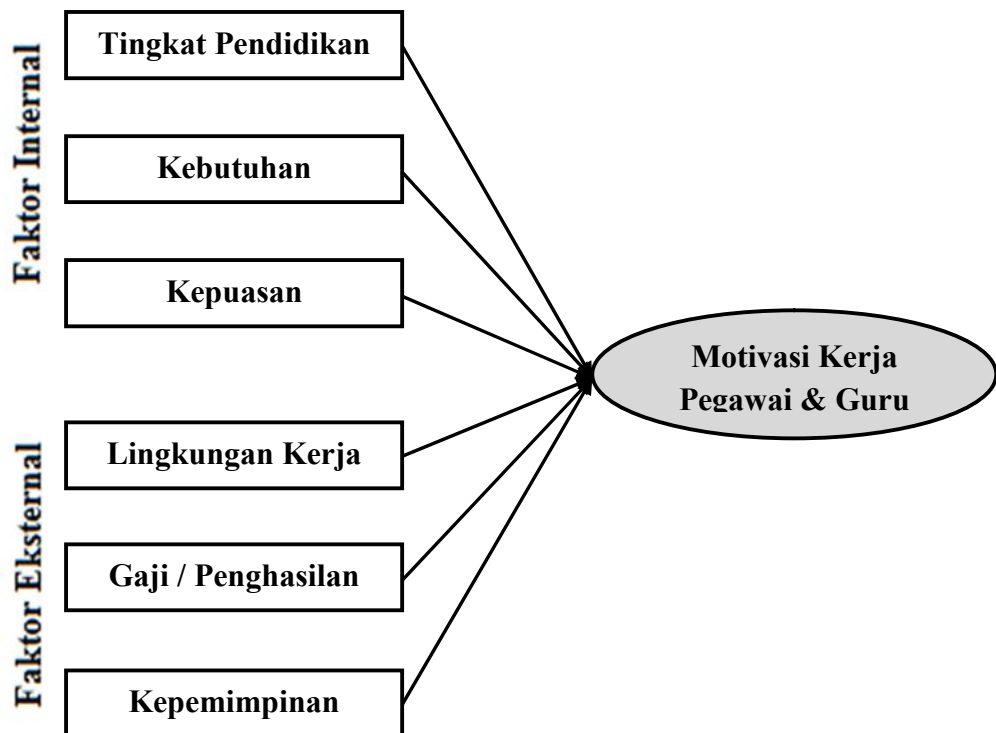 Faktor Internal
Tingkat Pendidikan
Kebutuhan
Kepuasan
Faktor Eksternal
Lingkungan Kerja
Gaji / Penghasilan
Kepemimpinan
Motivasi Kerja
Pegawai & Guru